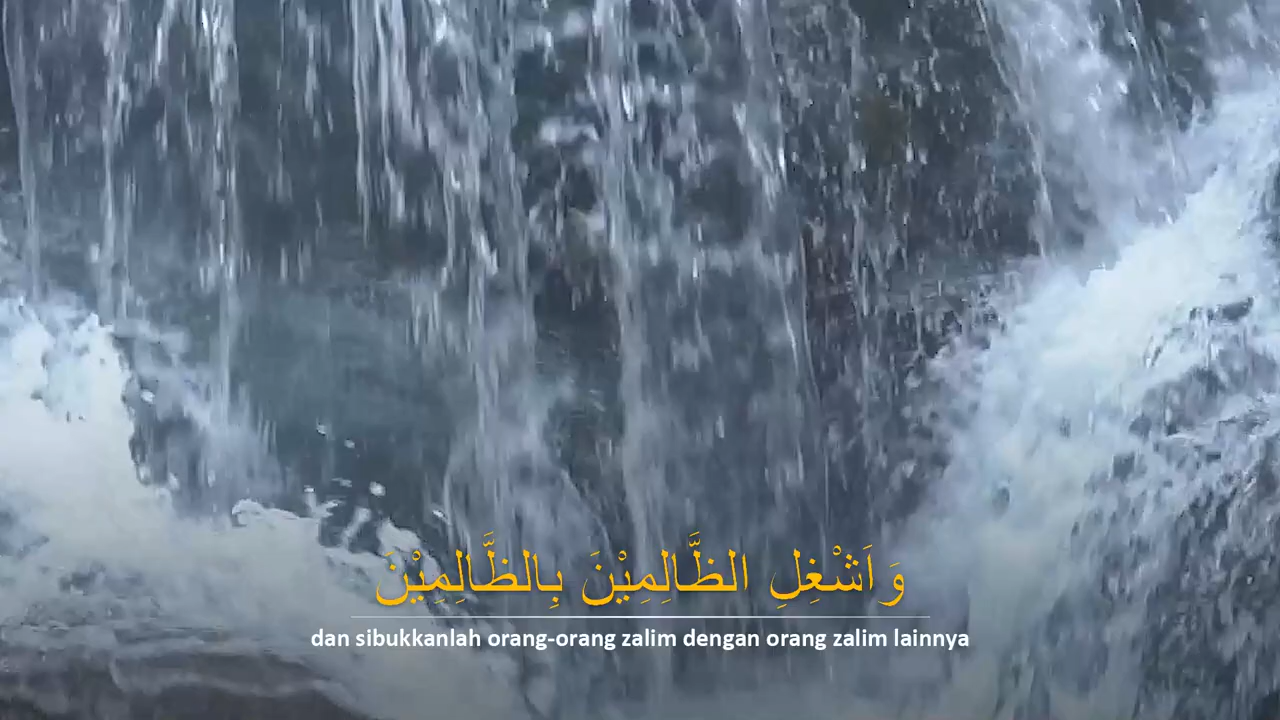 وَاَشْغِلِ الظَّالِمِيْنَ بِالظَّالِمِيْنَ
dan sibukkanlah orang-orang zalim dengan orang zalim lainnya